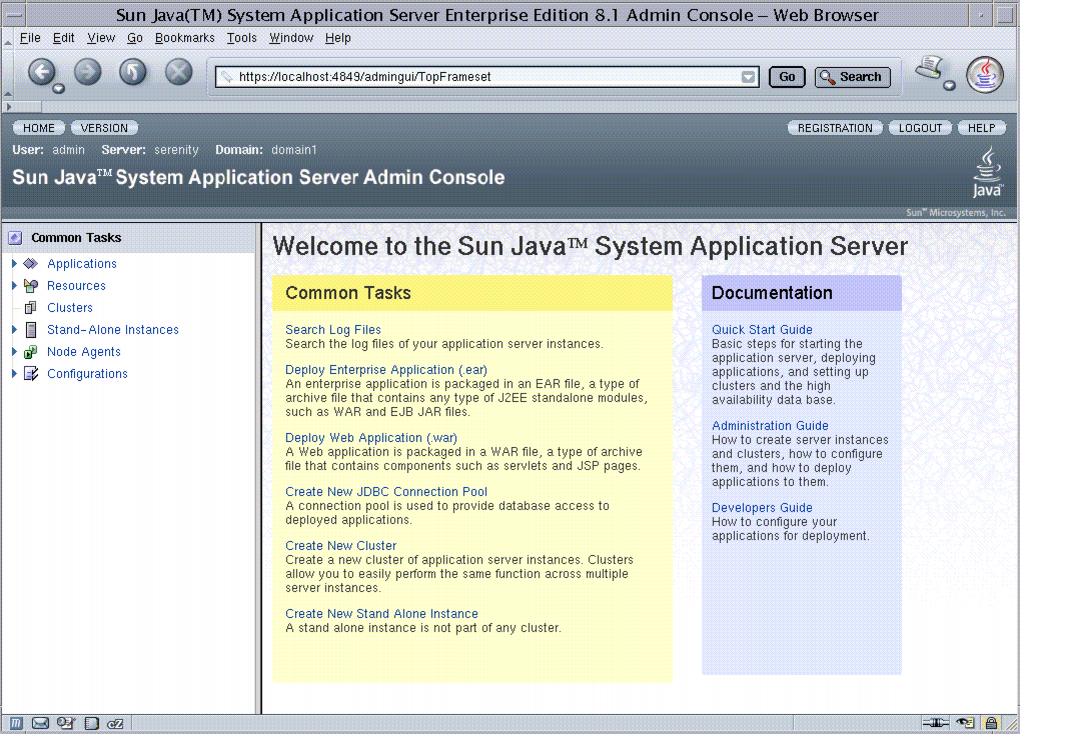 Sun Java(TM) System Application Server Enterprise Edition 8.1 Admin Console – Web Browser
File Edit View Go Bookmarks Tools Window Help
https://localhost:4849/admingui/TopFrameset Go Search
HOME VERSION REGISTRATION LOGOUT HELP
User: admin Server: serenity Domain: domain1
Sun Java™ System Application Server Admin Console
Java™
Sun™ Microsystems, Inc.
Common Tasks
Applications
Resources
Clusters
Stand-Alone Instances
Node Agents
Configurations
Welcome to the Sun Java™ System Application Server
Common Tasks
Search Log Files
Search the log files of your application server instances.
Deploy Enterprise Application (.ear)
An enterprise application is packaged in an EAR file, a type of
archive file that contains any type of J2EE standalone modules,
such as WAR and EJB JAR files.
Deploy Web Application (.war)
A Web application is packaged in a WAR file, a type of archive
file that contains components such as servlets and JSP pages.
Create New JDBC Connection Pool
A connection pool is used to provide database access to
deployed applications.
Create New Cluster
Create a new cluster of application server instances. Clusters
allow you to easily perform the same function across multiple
server instances.
Create New Stand Alone Instance
A stand alone instance is not part of any cluster.
Documentation
Quick Start Guide
Basic steps for starting the
application server, deploying
applications, and setting up
clusters and the high
availability data base.
Administration Guide
How to create server instances
and clusters, how to configure
them, and how to deploy
applications to them.
Developers Guide
How to configure your
applications for deployment.